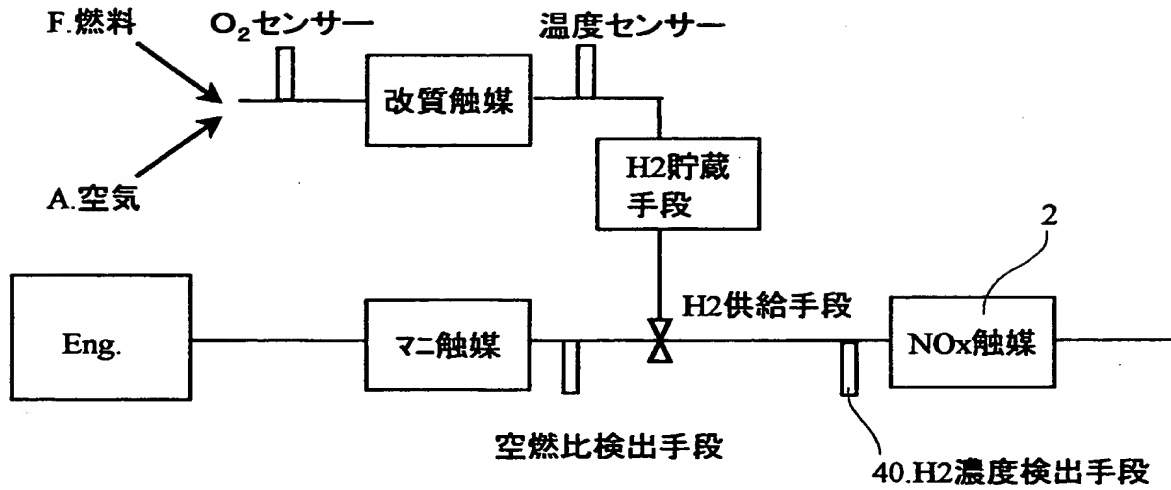 F.燃料
O₂センサー
温度センサー
改質触媒
A.空気
H2貯蔵
手段
2
H2供給手段
Eng.
マニ触媒
NOx触媒
空燃比検出手段
40.H2濃度検出手段